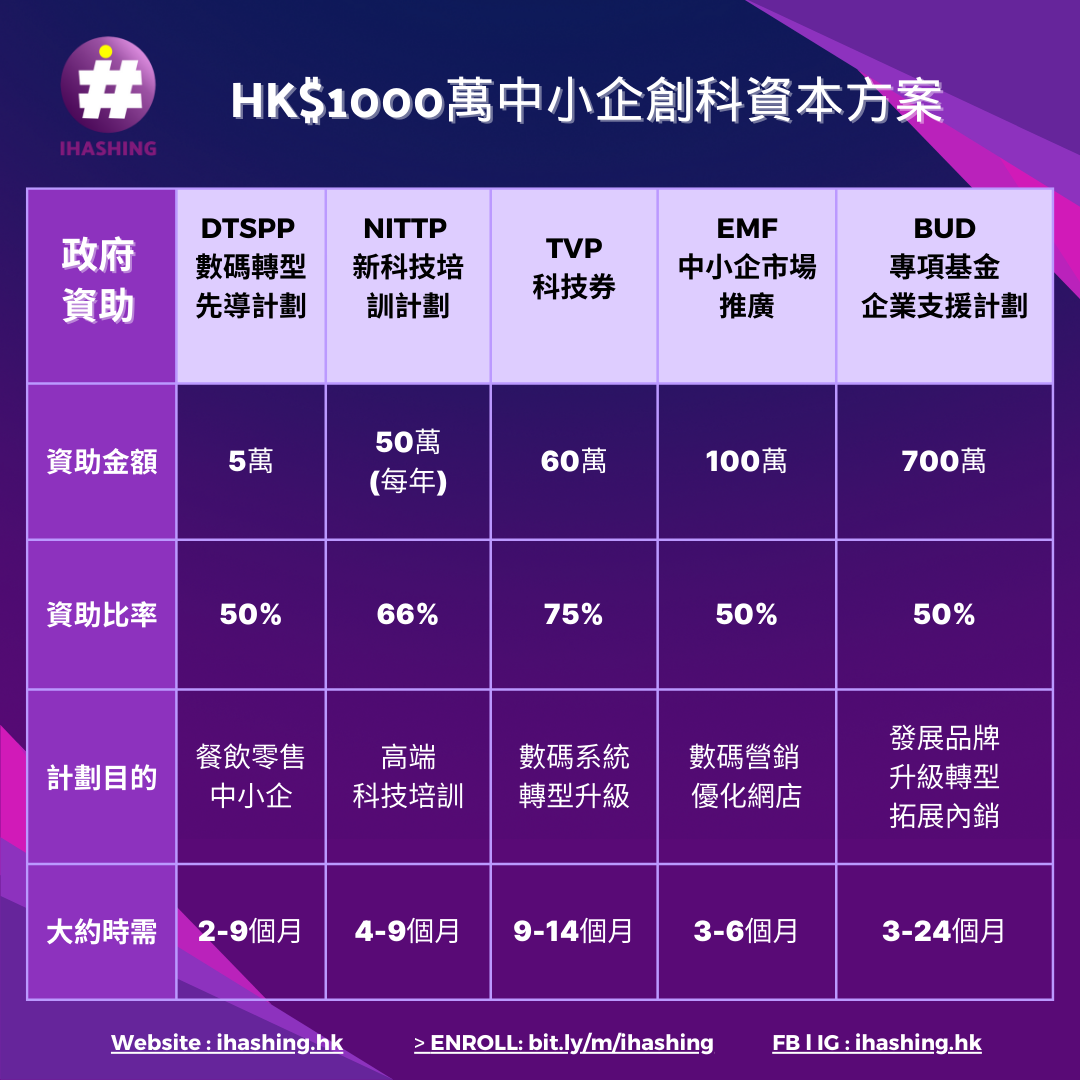 #
IHASHING
HK$1000萬中小企創科資本方案
政府
資助
DTSPP
數碼轉型
先導計劃
NITTP
新科技培
訓計劃
TVP
科技券
EMF
中小企市場
推廣
BUD
專項基金
企業支援計劃
資助金額
5萬
50萬
(每年)
60萬
100萬
700萬
資助比率
50%
66%
75%
50%
50%
計劃目的
餐飲零售
中小企
高端
科技培訓
數碼系統
轉型升級
數碼營銷
優化網店
發展品牌
升級轉型
拓展內銷
大約時需
2-9個月
4-9個月
9-14個月
3-6個月
3-24個月
Website : ihashing.hk
> ENROLL: bit.ly/m/ihashing
FB l IG : ihashing.hk